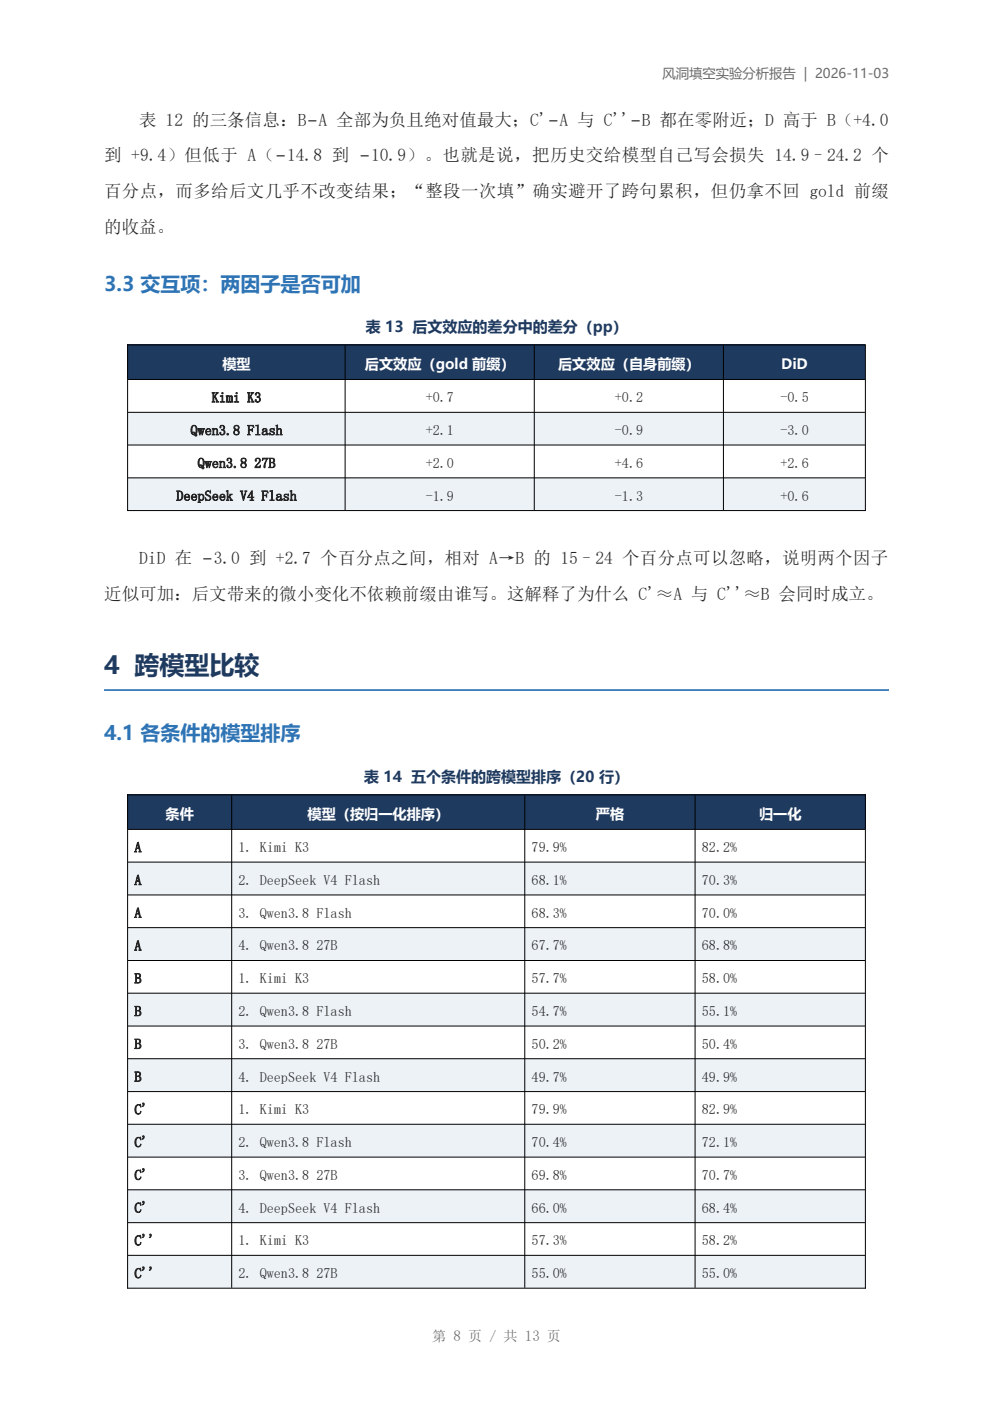 风洞填空实验分析报告 | 2026-11-03
表 12 的三条信息：B−A 全部为负且绝对值最大；C'−A 与 C''−B 都在零附近；D 高于 B（+4.0
到 +9.4）但低于 A（−14.8 到 −10.9）。也就是说，把历史交给模型自己写会损失 14.9–24.2 个
百分点，而多给后文几乎不改变结果；“整段一次填”确实避开了跨句累积，但仍拿不回 gold 前缀
的收益。
3.3 交互项：两因子是否可加
表 13 后文效应的差分中的差分（pp）
模型 后文效应（gold 前缀） 后文效应（自身前缀） DiD
Kimi K3 +0.7 +0.2 −0.5
Qwen3.8 Flash +2.1 −0.9 −3.0
Qwen3.8 27B +2.0 +4.6 +2.6
DeepSeek V4 Flash −1.9 −1.3 +0.6
DiD 在 −3.0 到 +2.7 个百分点之间，相对 A→B 的 15–24 个百分点可以忽略，说明两个因子
近似可加：后文带来的微小变化不依赖前缀由谁写。这解释了为什么 C'≈A 与 C''≈B 会同时成立。
4 跨模型比较
4.1 各条件的模型排序
表 14 五个条件的跨模型排序（20 行）
条件 模型（按归一化排序） 严格 归一化
A 1. Kimi K3 79.9% 82.2%
A 2. DeepSeek V4 Flash 68.1% 70.3%
A 3. Qwen3.8 Flash 68.3% 70.0%
A 4. Qwen3.8 27B 67.7% 68.8%
B 1. Kimi K3 57.7% 58.0%
B 2. Qwen3.8 Flash 54.7% 55.1%
B 3. Qwen3.8 27B 50.2% 50.4%
B 4. DeepSeek V4 Flash 49.7% 49.9%
C' 1. Kimi K3 79.9% 82.9%
C' 2. Qwen3.8 Flash 70.4% 72.1%
C' 3. Qwen3.8 27B 69.8% 70.7%
C' 4. DeepSeek V4 Flash 66.0% 68.4%
C'' 1. Kimi K3 57.3% 58.2%
C'' 2. Qwen3.8 27B 55.0% 55.0%
第 8 页 / 共 13 页